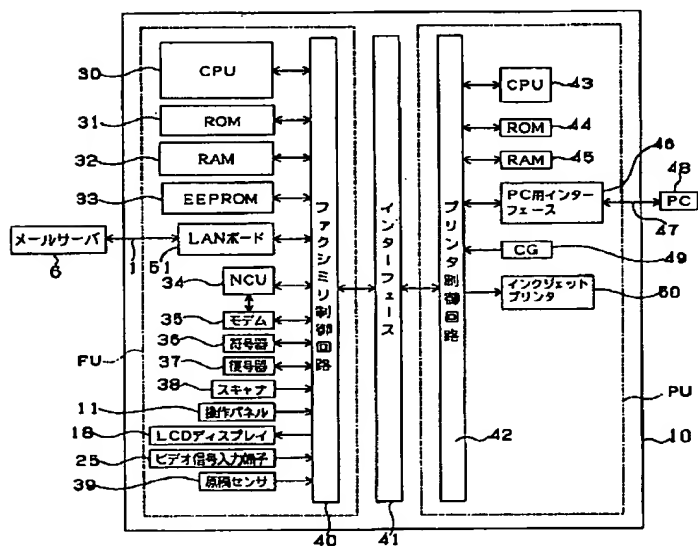 30
CPU
31
ROM
32
RAM
33
EEPROM
メールサーバ
6
1
51
LANボード
34
NCU
35
モデム
36
符号器
FU
37
復号器
38
スキャナ
11
操作パネル
18
LCDディスプレイ
25
ビデオ信号入力端子
39
原稿センサ
ファクシミリ制御回路
40
インターフェース
41
プリンタ制御回路
42
CPU
43
ROM
44
RAM
45
46
PC用インターフェース
48
PC
47
CG
49
インクジェットプリンタ
50
PU
10